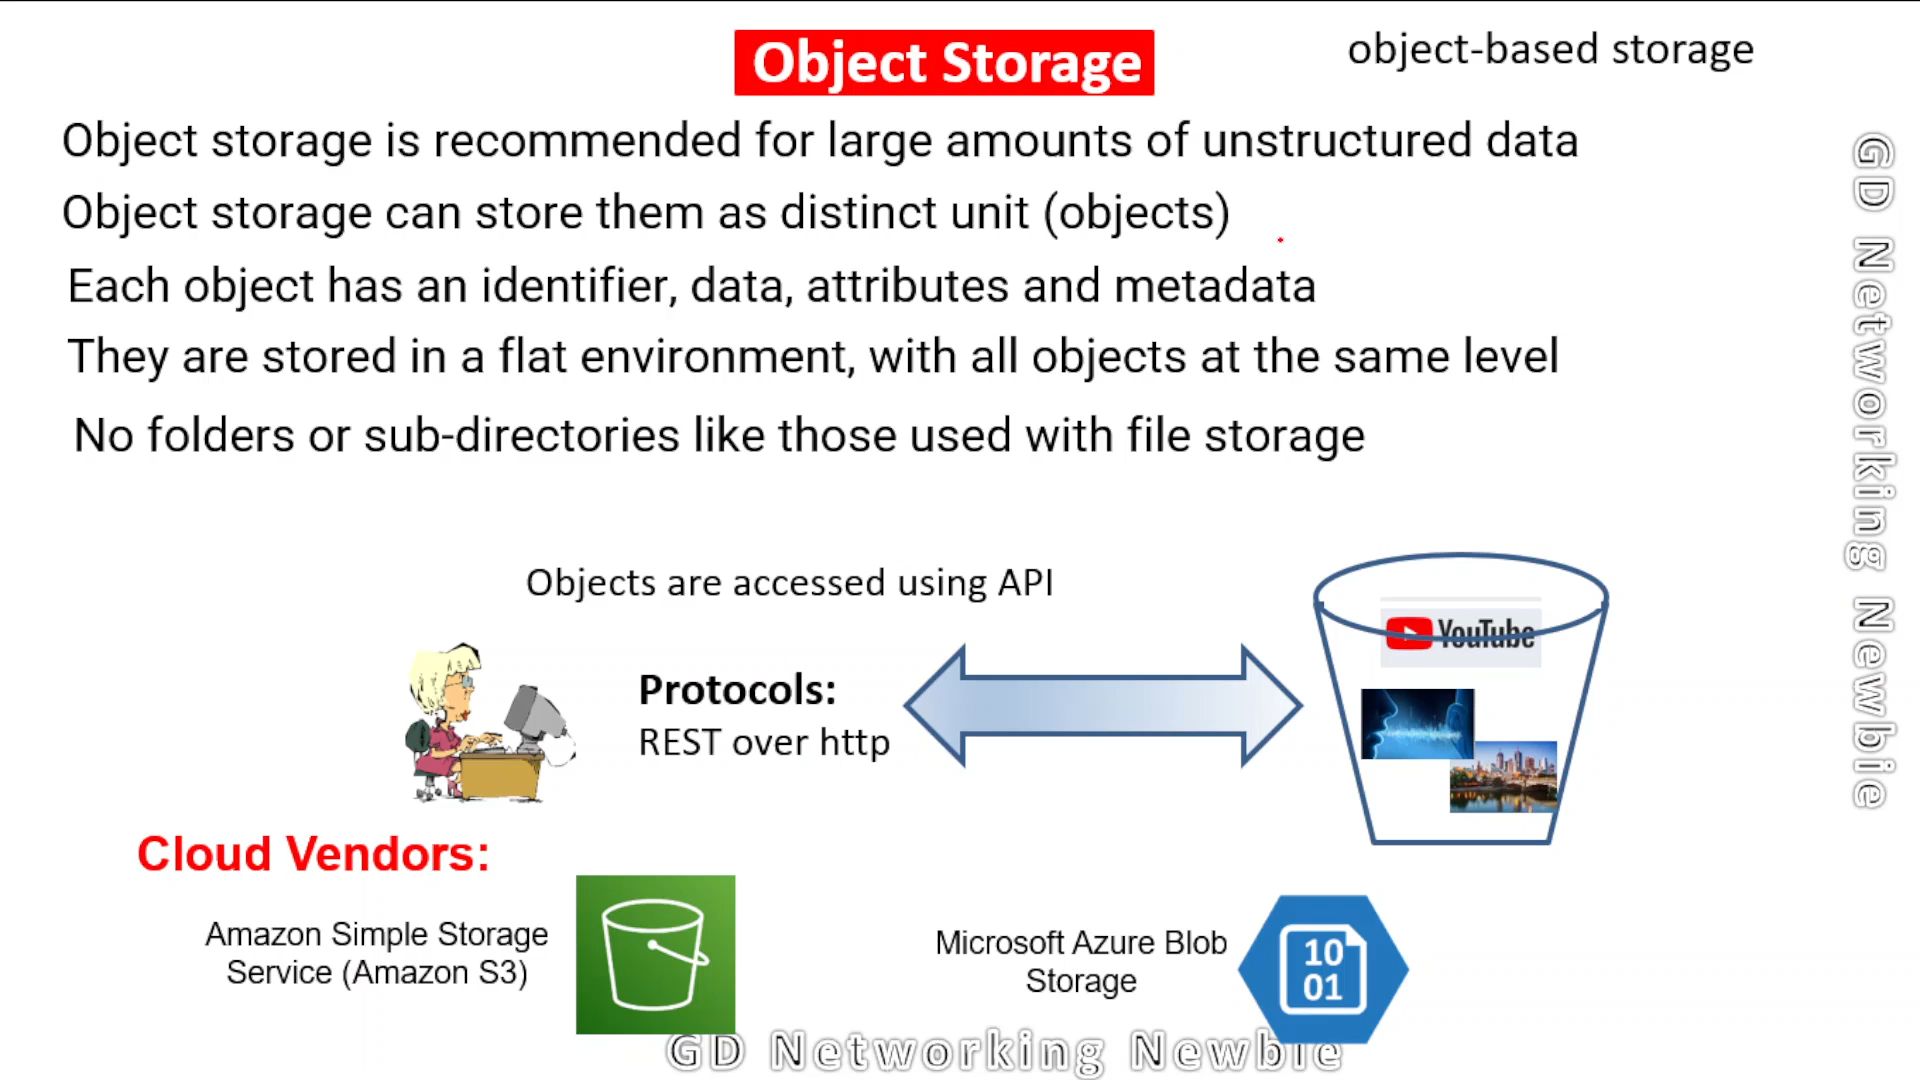 Object Storage
object-based storage
Object storage is recommended for large amounts of unstructured data
Object storage can store them as distinct unit (objects)
Each object has an identifier, data, attributes and metadata
They are stored in a flat environment, with all objects at the same level
No folders or sub-directories like those used with file storage
Objects are accessed using API
YouTube
Protocols:
REST over http
Cloud Vendors:
Amazon Simple Storage
Service (Amazon S3)
Microsoft Azure Blob
Storage
10
01
GD Networking Newbie
GD Networking Newbie